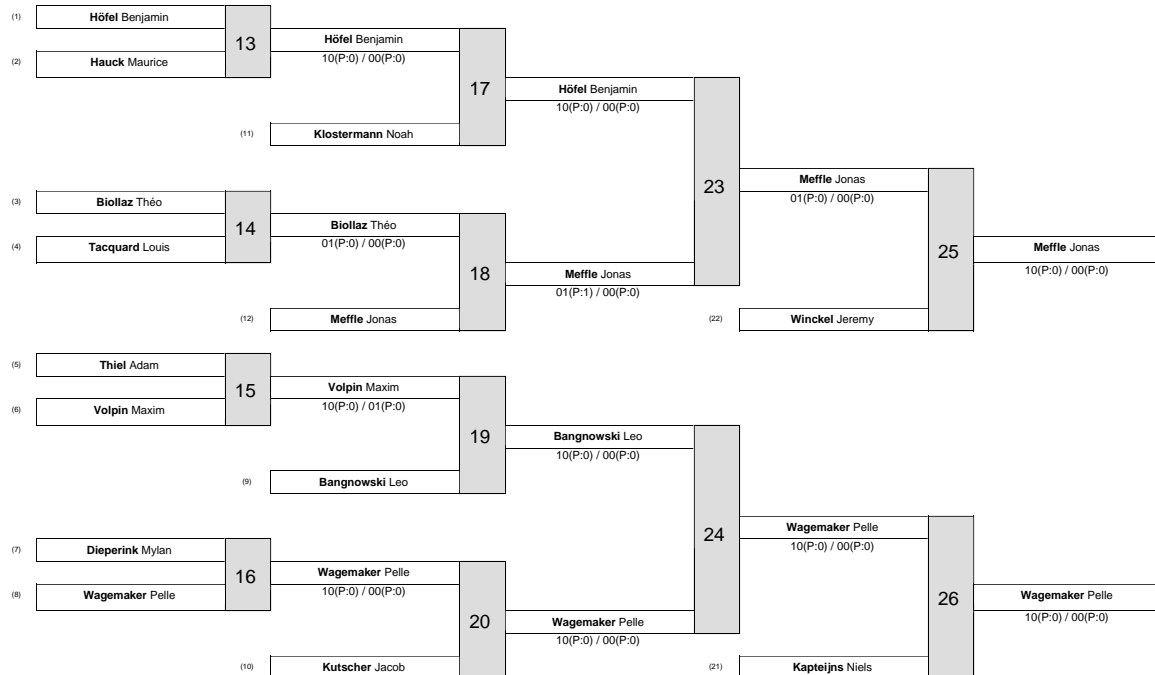 (1) Höfel Benjamin
13
Höfel Benjamin
(2) Hauck Maurice
10(P:0) / 00(P:0)
17
Höfel Benjamin
10(P:0) / 00(P:0)
(11) Klostermann Noah
23
Meffle Jonas
01(P:0) / 00(P:0)
(3) Biollaz Théo
14
Biollaz Théo
(4) Tacquard Louis
01(P:0) / 00(P:0)
25
Meffle Jonas
10(P:0) / 00(P:0)
18
Meffle Jonas
01(P:1) / 00(P:0)
(12) Meffle Jonas
(22) Winckel Jeremy
(5) Thiel Adam
15
Volpin Maxim
(6) Volpin Maxim
10(P:0) / 01(P:0)
19
Bangnowski Leo
10(P:0) / 00(P:0)
(9) Bangnowski Leo
24
Wagemaker Pelle
10(P:0) / 00(P:0)
(7) Dieperink Mylan
16
Wagemaker Pelle
(8) Wagemaker Pelle
10(P:0) / 00(P:0)
26
Wagemaker Pelle
10(P:0) / 00(P:0)
20
Wagemaker Pelle
10(P:0) / 00(P:0)
(10) Kutscher Jacob
(21) Kapteijns Niels